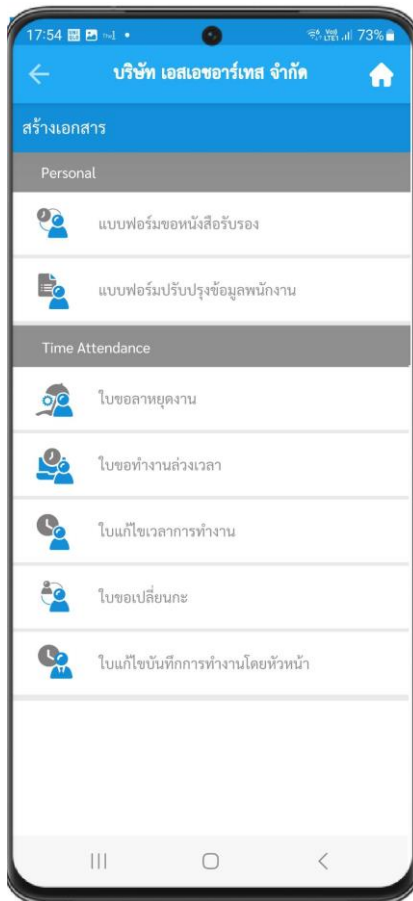 17:54
73%
บริษัท เอสเอชอาร์เทส จำกัด
สร้างเอกสาร
Personal
แบบฟอร์มขอหนังสือรับรอง
แบบฟอร์มปรับปรุงข้อมูลพนักงาน
Time Attendance
ใบขอลาหยุดงาน
ใบขอทำงานล่วงเวลา
ใบแก้ไขเวลาการทำงาน
ใบขอเปลี่ยนกะ
ใบแก้ไขบันทึกการทำงานโดยหัวหน้า